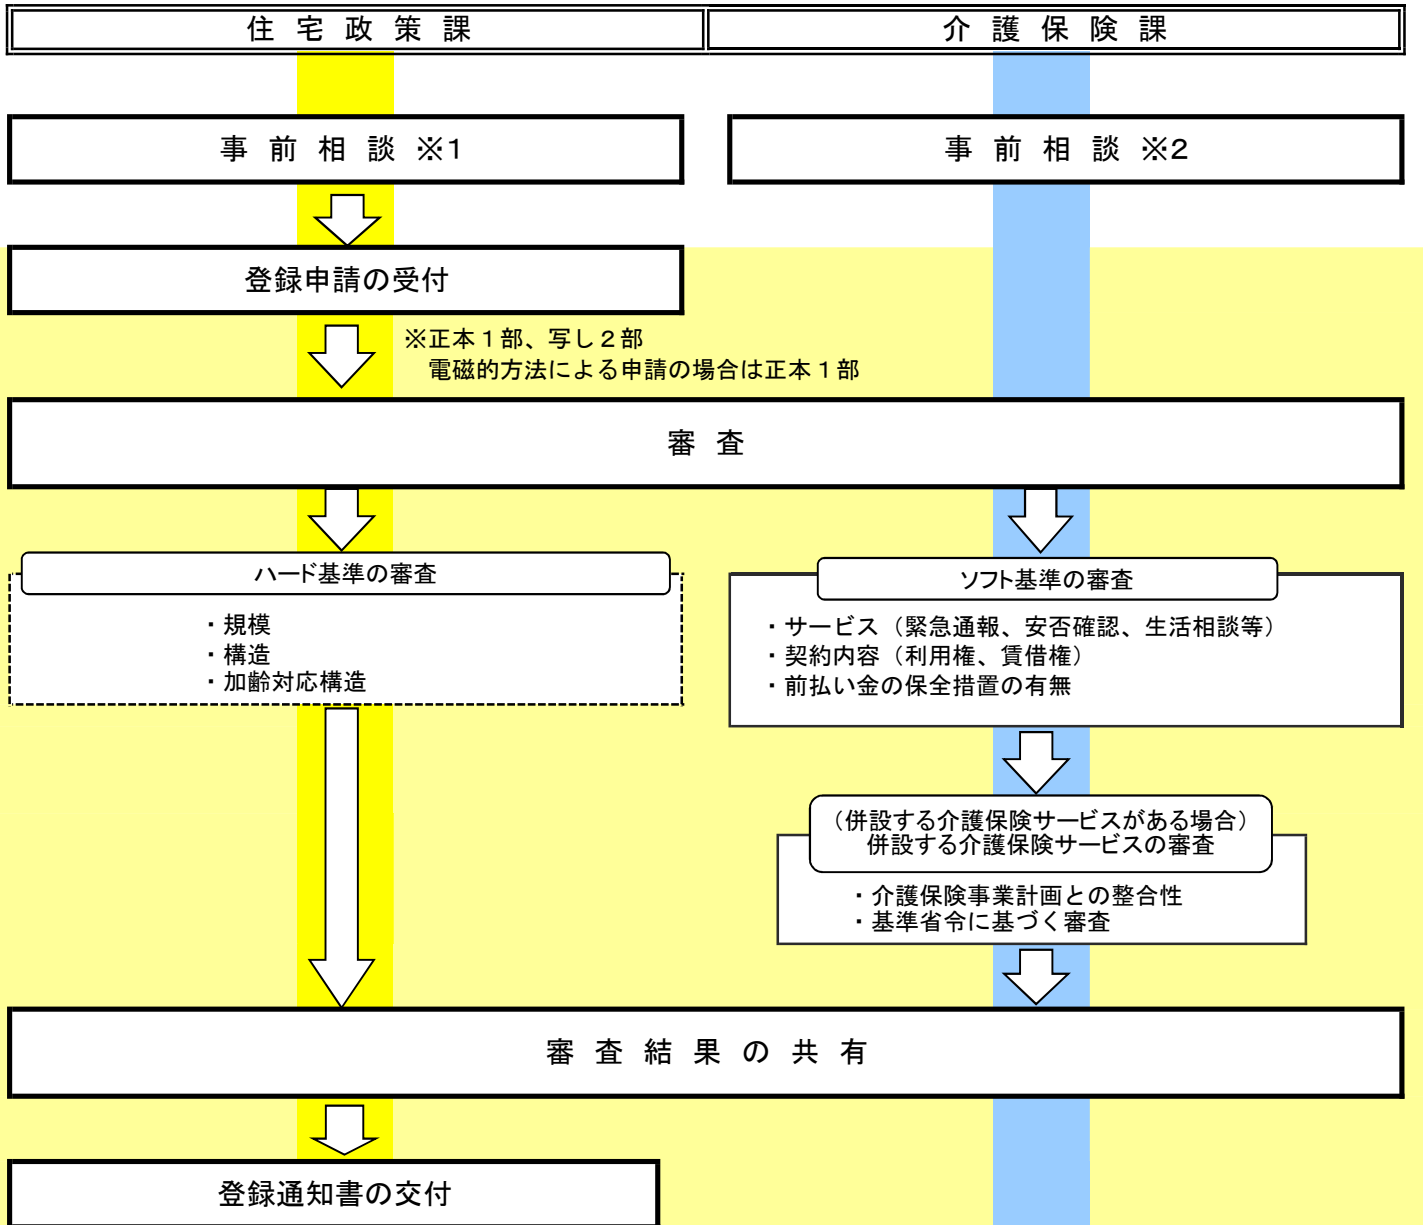 住宅政策課
介護保険課
事前相談※1
事前相談※2
登録申請の受付
※正本１部、写し２部
電磁的方法による申請の場合は正本１部
審査
ハード基準の審査
・規模
・構造
・加齢対応構造
ソフト基準の審査
・サービス（緊急通報、安否確認、生活相談等）
・契約内容（利用権、賃借権）
・前払い金の保全措置の有無
（併設する介護保険サービスがある場合）
併設する介護保険サービスの審査
・介護保険事業計画との整合性
・基準省令に基づく審査
審査結果の共有
登録通知書の交付